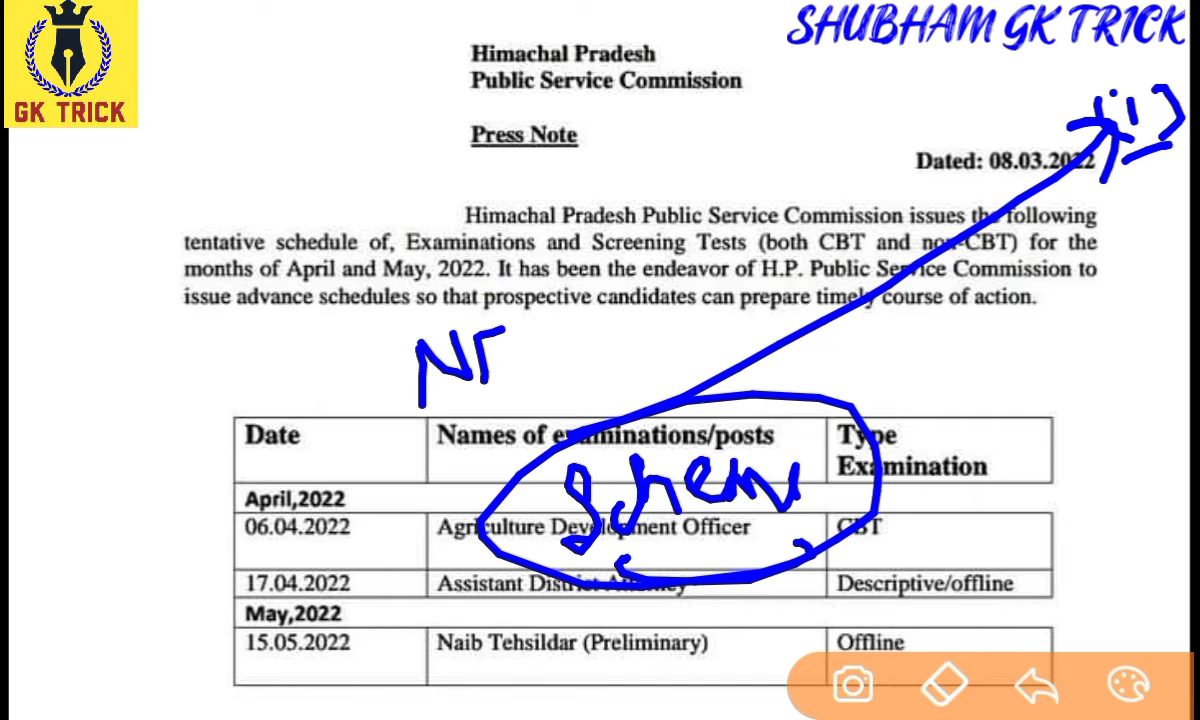 SHUBHAM GK TRICK
GK TRICK
Himachal Pradesh
Public Service Commission
Press Note
Dated: 08.03.2022
Himachal Pradesh Public Service Commission issues the following
tentative schedule of, Examinations and Screening Tests (both CBT and non-CBT) for the
months of April and May, 2022. It has been the endeavor of H.P. Public Service Commission to
issue advance schedules so that prospective candidates can prepare timely course of action.
Date Names of examinations/posts Type
Examination
April,2022
06.04.2022 Agriculture Development Officer CBT
17.04.2022 Assistant District Attorney Descriptive/offline
May,2022
15.05.2022 Naib Tehsildar (Preliminary) Offline